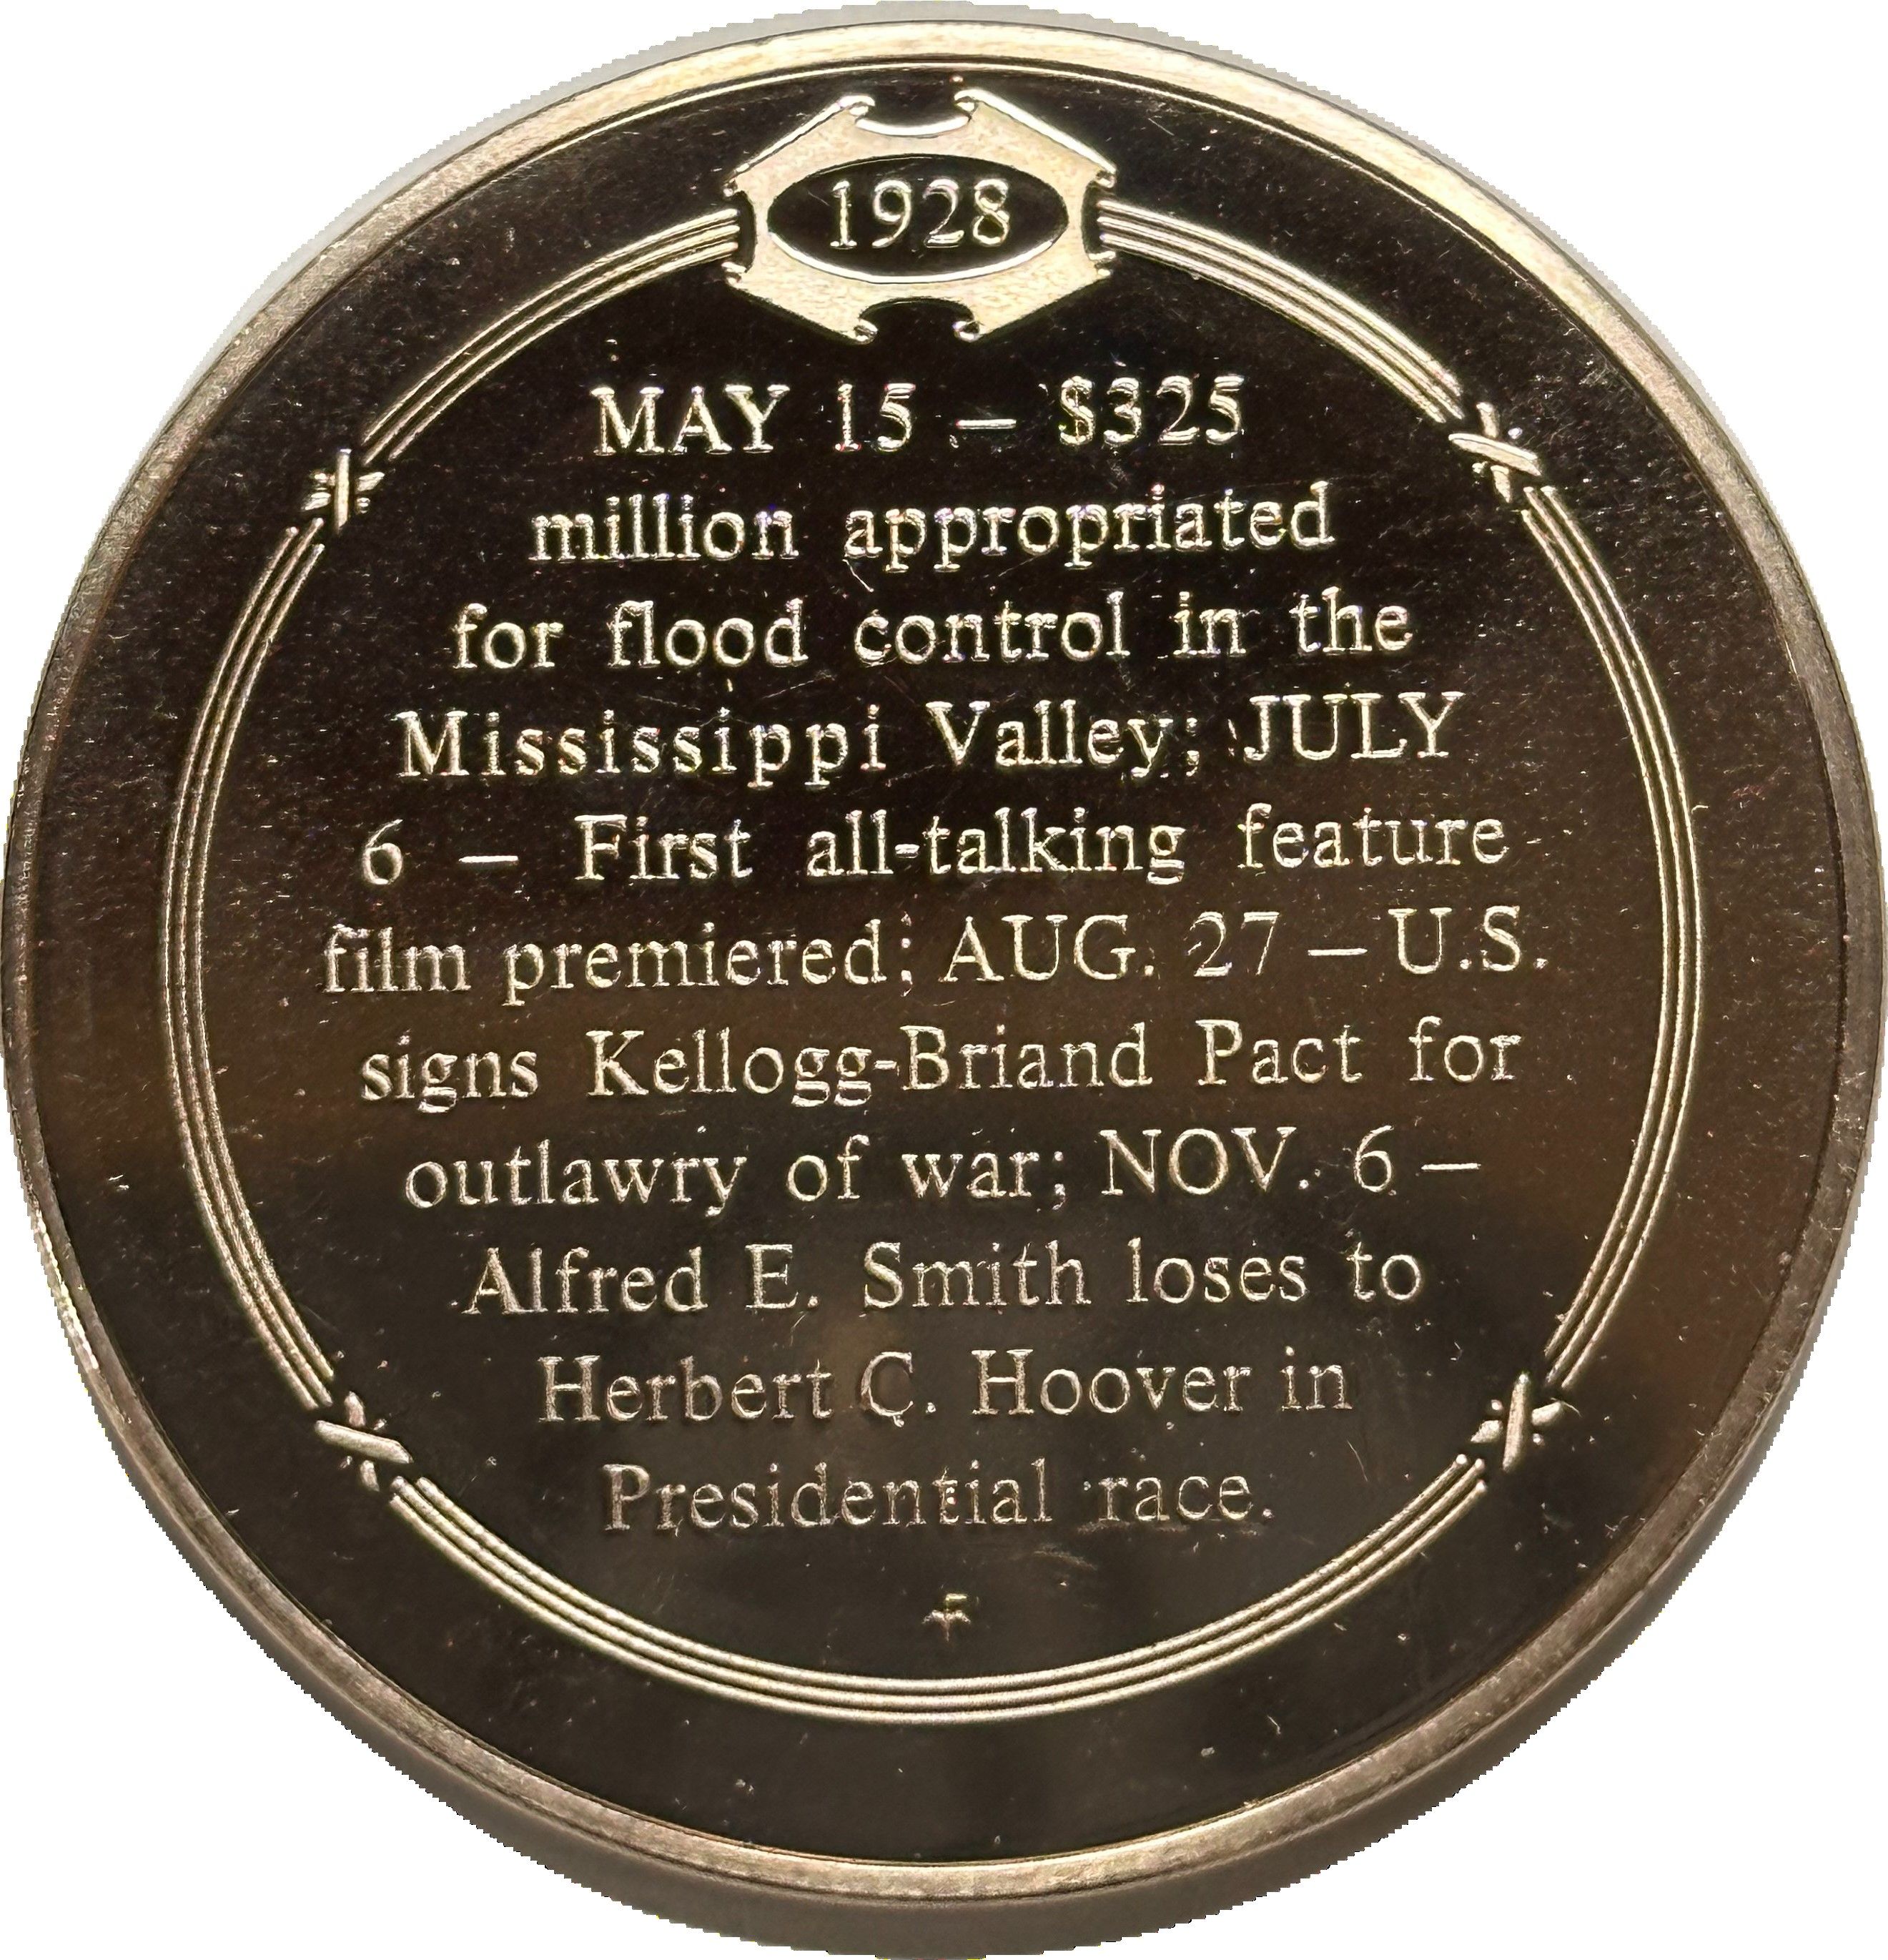 1928
MAY 15 – $325
million appropriated
for flood control in the
Mississippi Valley; JULY
6 – First all-talking feature
film premiered; AUG. 27 – U.S.
signs Kellogg-Briand Pact for
outlawry of war; NOV. 6 –
Alfred E. Smith loses to
Herbert C. Hoover in
Presidential race.